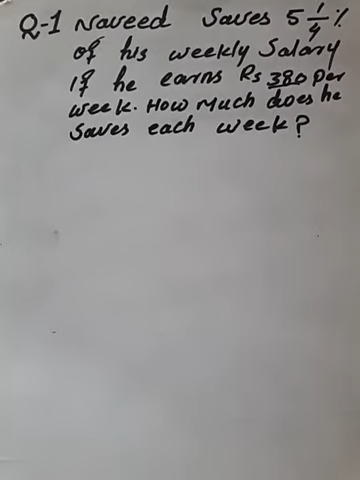 Q-1 Naveed Saves 5 1/4 %
of his weekly Salary
If he earns Rs 380 per
week. How Much does he
Saves each week?